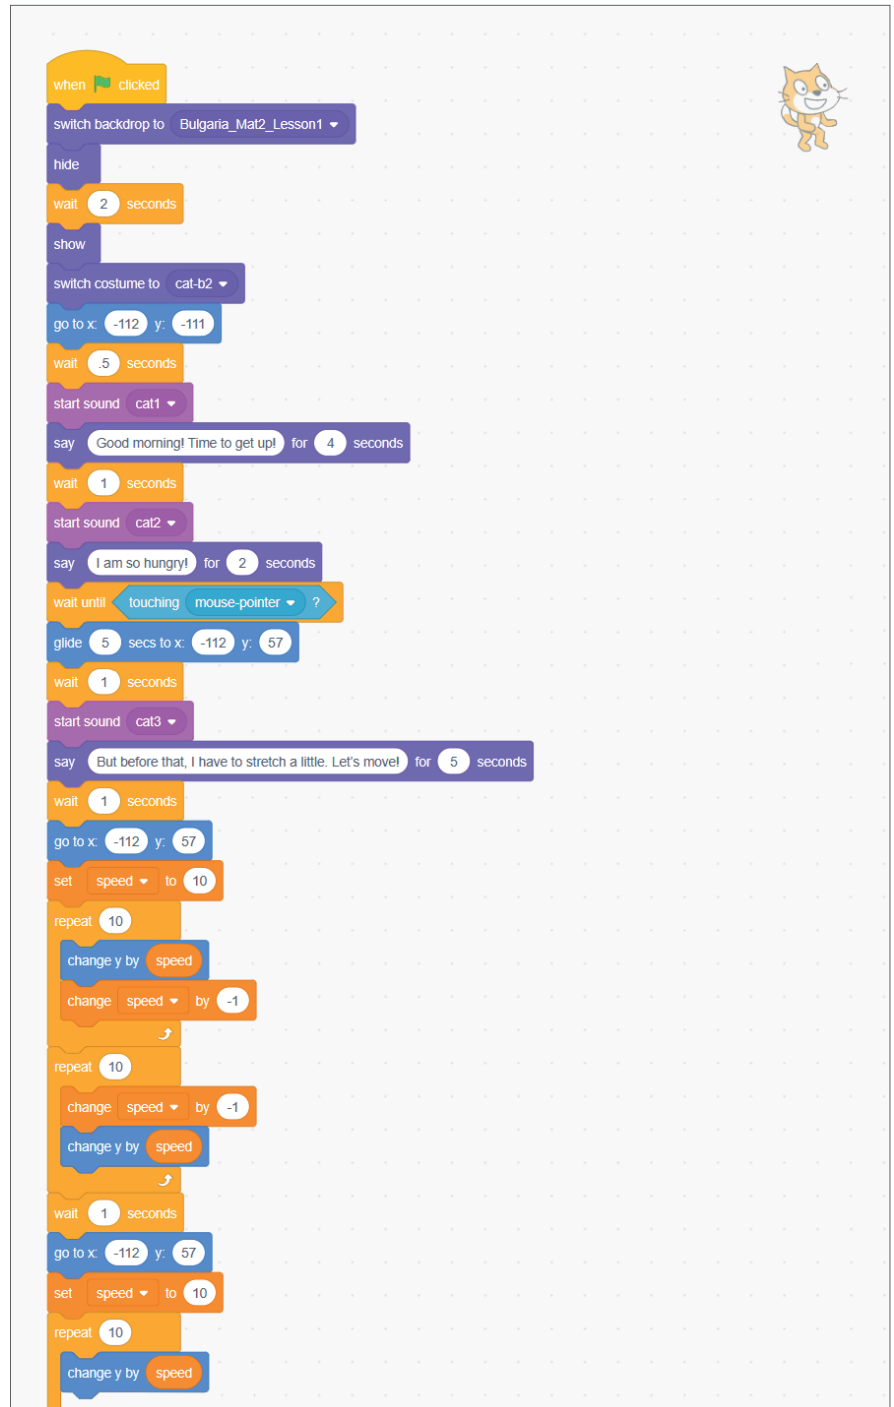 when clicked
switch backdrop to Bulgaria_Mat2_Lesson1
hide
wait 2 seconds
show
switch costume to cat-b2
go to x: -112 y: -111
wait .5 seconds
start sound cat1
say Good morning! Time to get up! for 4 seconds
wait 1 seconds
start sound cat2
say I am so hungry! for 2 seconds
wait until touching mouse-pointer ?
glide 5 secs to x: -112 y: 57
wait 1 seconds
start sound cat3
say But before that, I have to stretch a little. Let's move! for 5 seconds
wait 1 seconds
go to x: -112 y: 57
set speed to 10
repeat 10
change y by speed
change speed by -1
repeat 10
change speed by -1
change y by speed
wait 1 seconds
go to x: -112 y: 57
set speed to 10
repeat 10
change y by speed